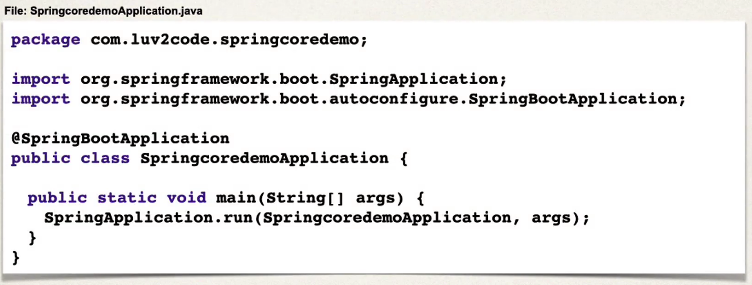 File: SpringcoredemoApplication.java
package com.luv2code.springcoredemo;
import org.springframework.boot.SpringApplication;
import org.springframework.boot.autoconfigure.SpringBootApplication;
@SpringBootApplication
public class SpringcoredemoApplication {
public static void main(String[] args) {
SpringApplication.run(SpringcoredemoApplication, args);
}
}